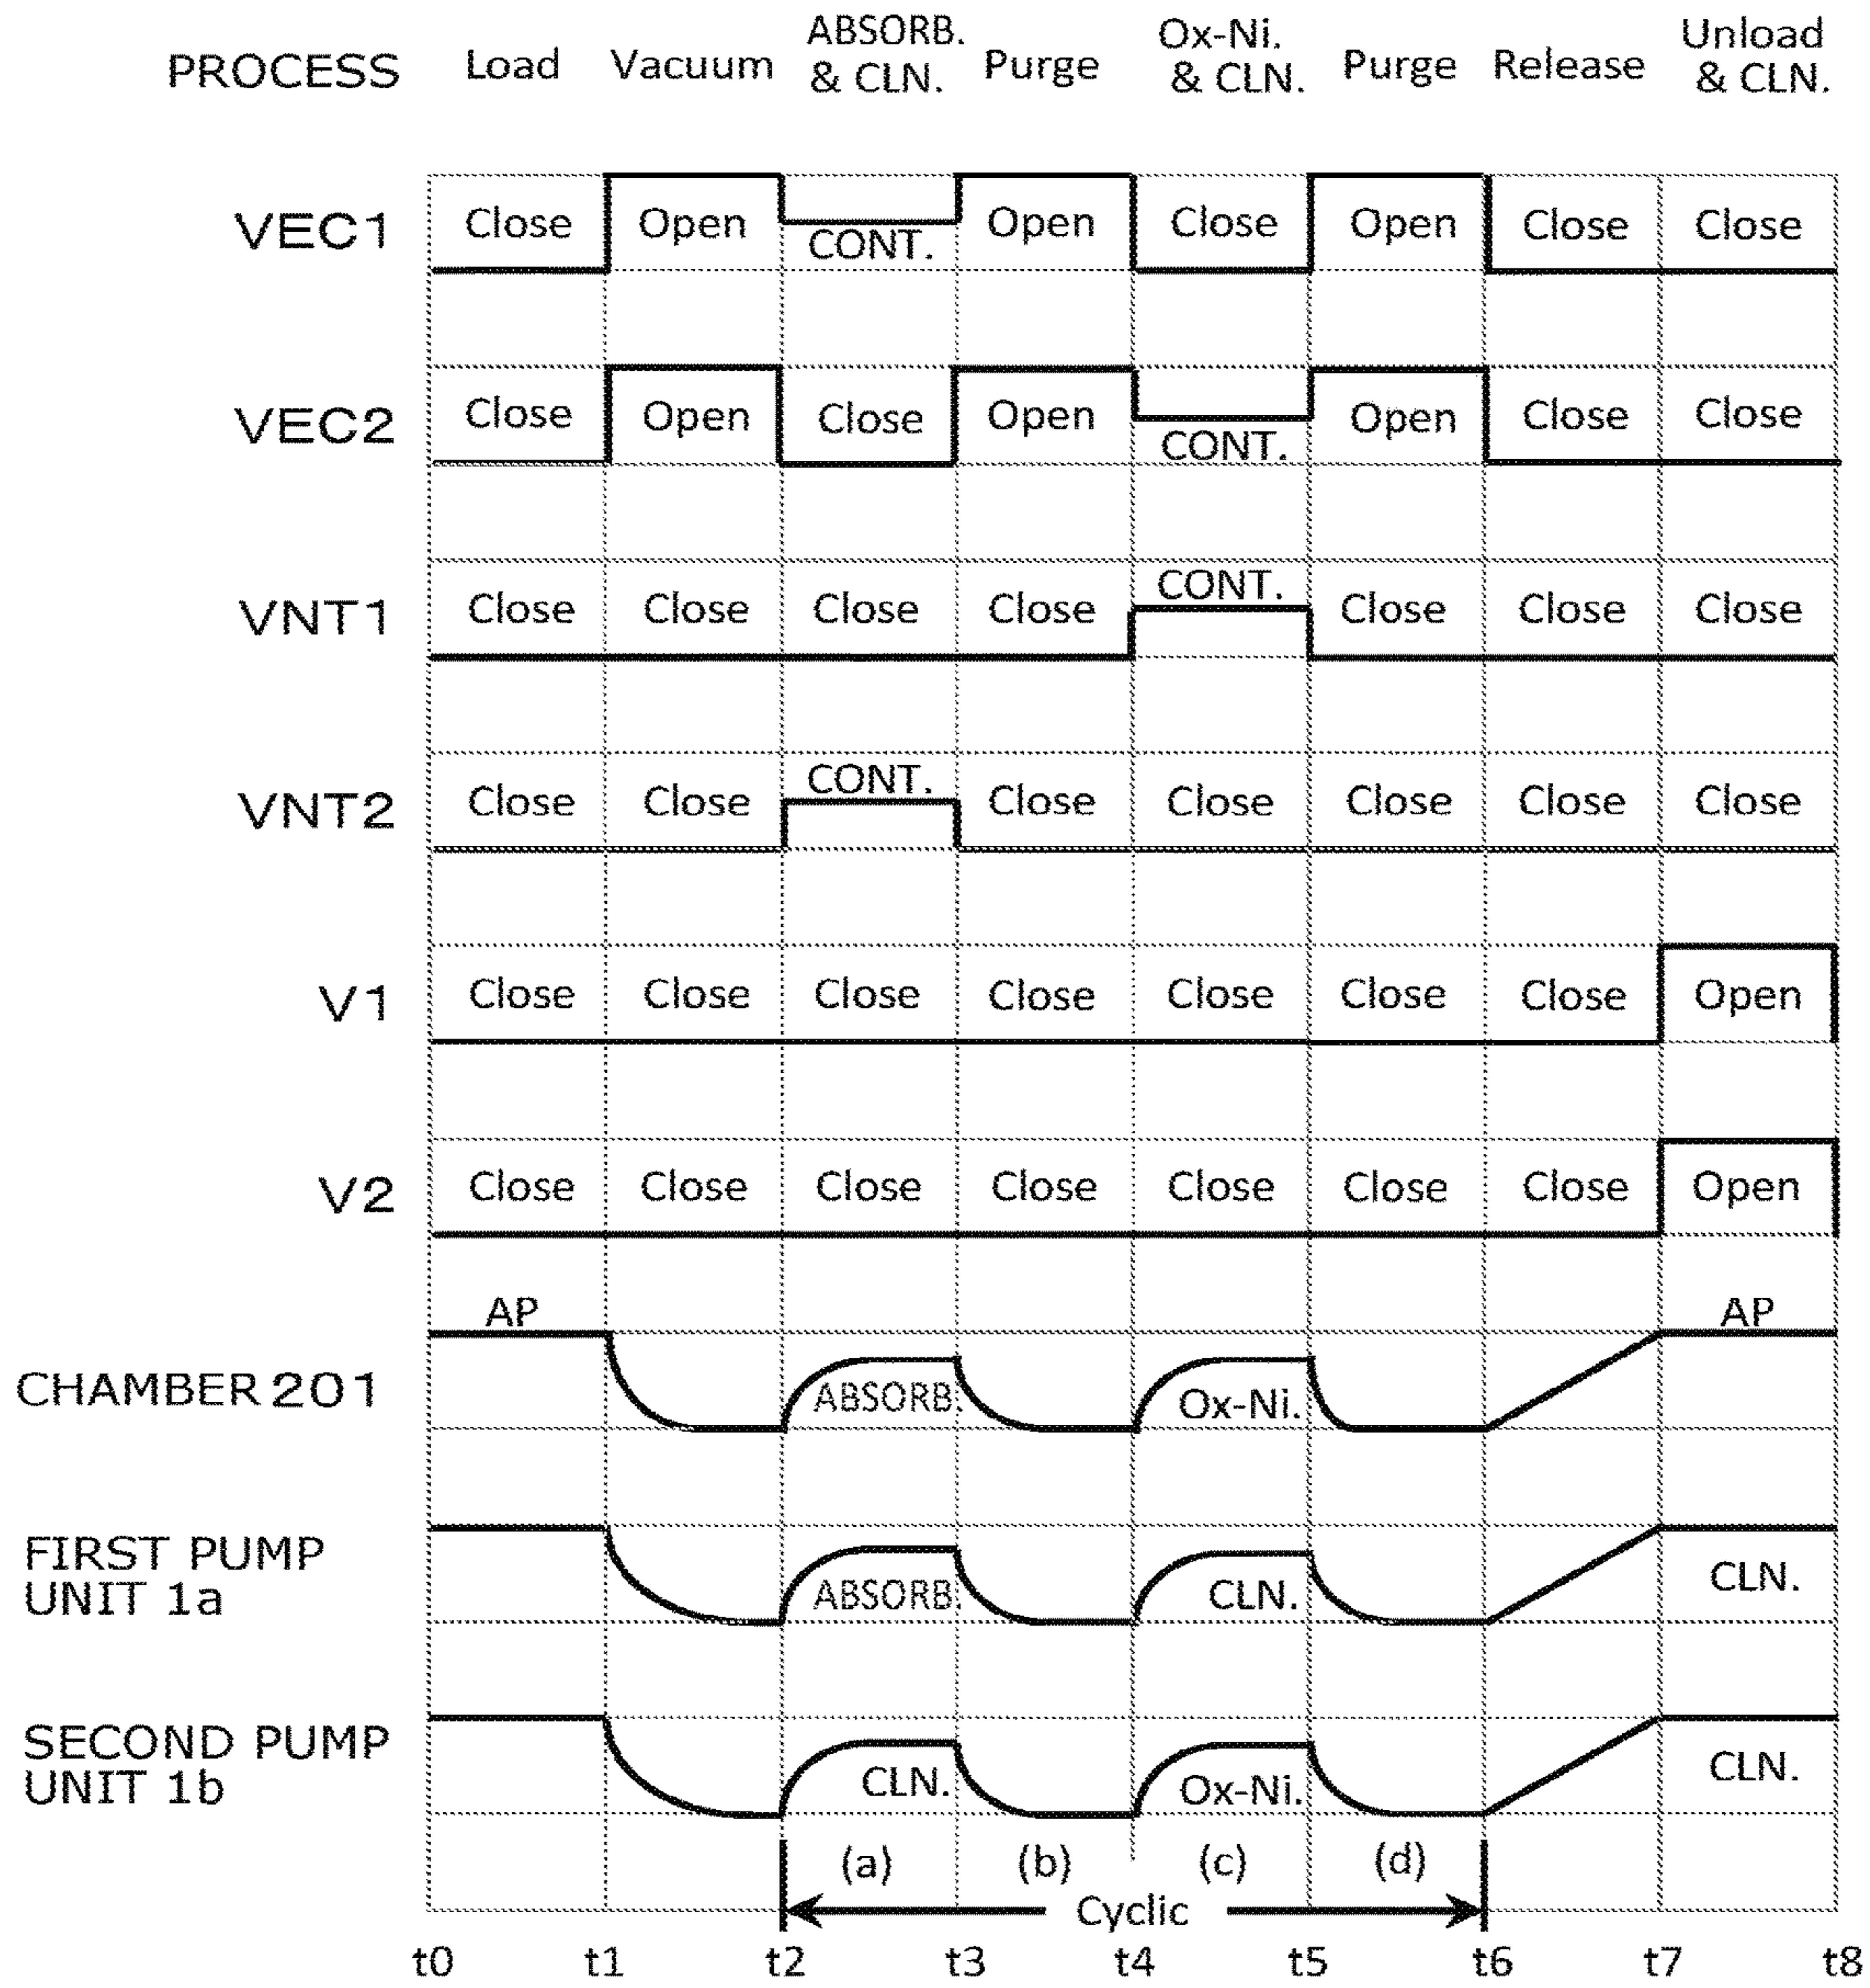 PROCESS Load Vacuum ABSORB. & CLN. Purge Ox-Ni. & CLN. Purge Release Unload & CLN.
VEC1 Close Open CONT. Open Close Open Close Close
VEC2 Close Open Close Open CONT. Open Close Close
VNT1 Close Close Close Close CONT. Close Close Close
VNT2 Close Close CONT. Close Close Close Close Close
V1 Close Close Close Close Close Close Close Open
V2 Close Close Close Close Close Close Close Open
AP AP
CHAMBER 201 ABSORB. Ox-Ni.
FIRST PUMP
UNIT 1a ABSORB. CLN. CLN.
SECOND PUMP
UNIT 1b CLN. Ox-Ni. CLN.
(a) (b) (c) (d)
Cyclic
t0 t1 t2 t3 t4 t5 t6 t7 t8